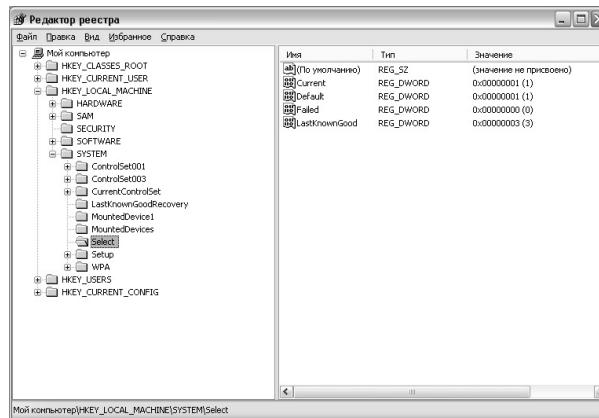 Редактор реестра
Файл Правка Вид Избранное Справка
Мой компьютер
HKEY_CLASSES_ROOT
HKEY_CURRENT_USER
HKEY_LOCAL_MACHINE
HARDWARE
SAM
SECURITY
SOFTWARE
SYSTEM
ControlSet001
ControlSet003
CurrentControlSet
LastKnownGoodRecovery
MountedDevice1
MountedDevices
Select
Setup
WPA
HKEY_USERS
HKEY_CURRENT_CONFIG
Имя Тип Значение
ab (По умолчанию) REG_SZ (значение не присвоено)
Current REG_DWORD 0x00000001 (1)
Default REG_DWORD 0x00000001 (1)
Failed REG_DWORD 0x00000000 (0)
LastKnownGood REG_DWORD 0x00000003 (3)
Мой компьютер\HKEY_LOCAL_MACHINE\SYSTEM\Select